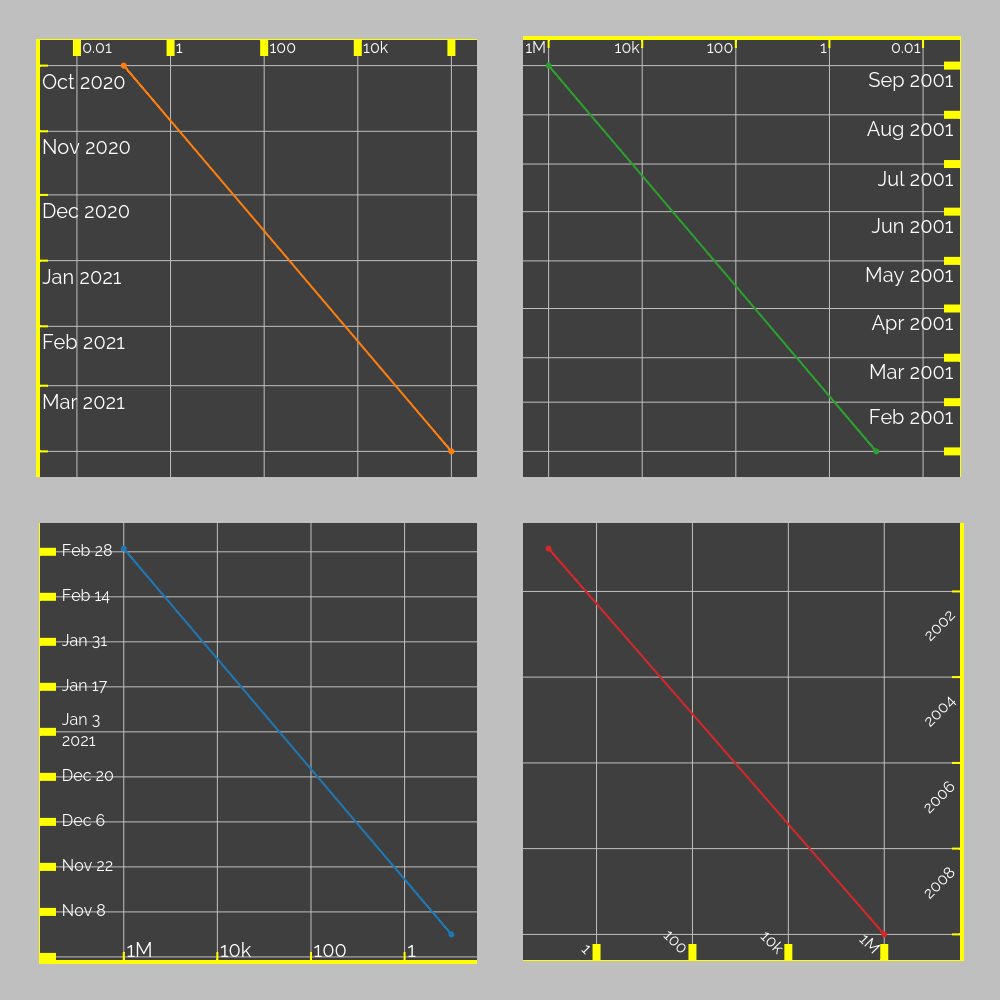 0.01 1 100 10k
Oct 2020
Nov 2020
Dec 2020
Jan 2021
Feb 2021
Mar 2021
1M 10k 100 1 0.01
Sep 2001
Aug 2001
Jul 2001
Jun 2001
May 2001
Apr 2001
Mar 2001
Feb 2001
Feb 28
Feb 14
Jan 31
Jan 17
Jan 3
2021
Dec 20
Dec 6
Nov 22
Nov 8
1M 10k 100 1
2002
2004
2006
2008
1 100 10k 1M